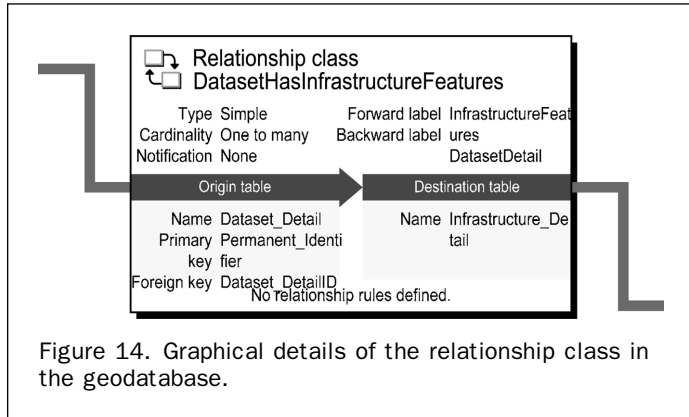 Relationship class
DatasetHasInfrastructureFeatures
Type Simple
Cardinality One to many
Notification None
Forward label InfrastructureFeat
Backward label ures
DatasetDetail
Origin table
Destination table
Name Dataset_Detail
Primary Permanent_Identi
key fier
Foreign key Dataset_DetailID
Name Infrastructure_De
tail
No relationship rules defined.
Figure 14. Graphical details of the relationship class in
the geodatabase.